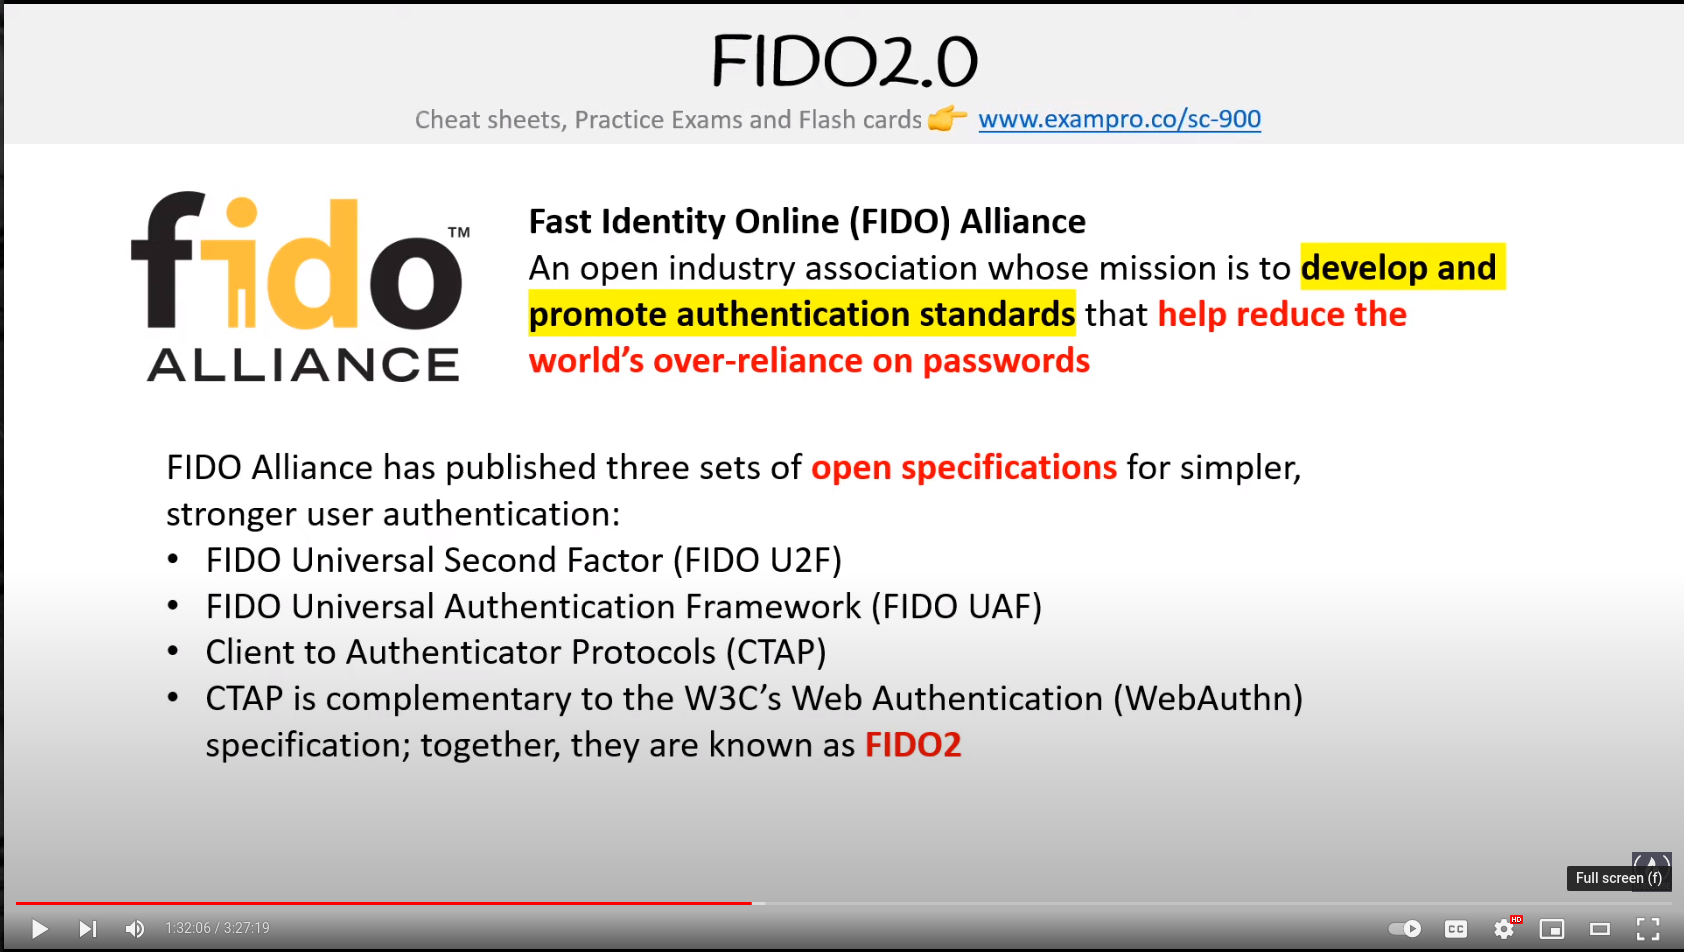 FIDO2.0
Cheat sheets, Practice Exams and Flash cards 👉 www.exampro.co/sc-900
fido™
ALLIANCE
Fast Identity Online (FIDO) Alliance
An open industry association whose mission is to develop and
promote authentication standards that help reduce the
world's over-reliance on passwords
FIDO Alliance has published three sets of open specifications for simpler,
stronger user authentication:
• FIDO Universal Second Factor (FIDO U2F)
• FIDO Universal Authentication Framework (FIDO UAF)
• Client to Authenticator Protocols (CTAP)
• CTAP is complementary to the W3C's Web Authentication (WebAuthn)
specification; together, they are known as FIDO2
Full screen (f)
1:32:06 / 3:27:19
CC
HD